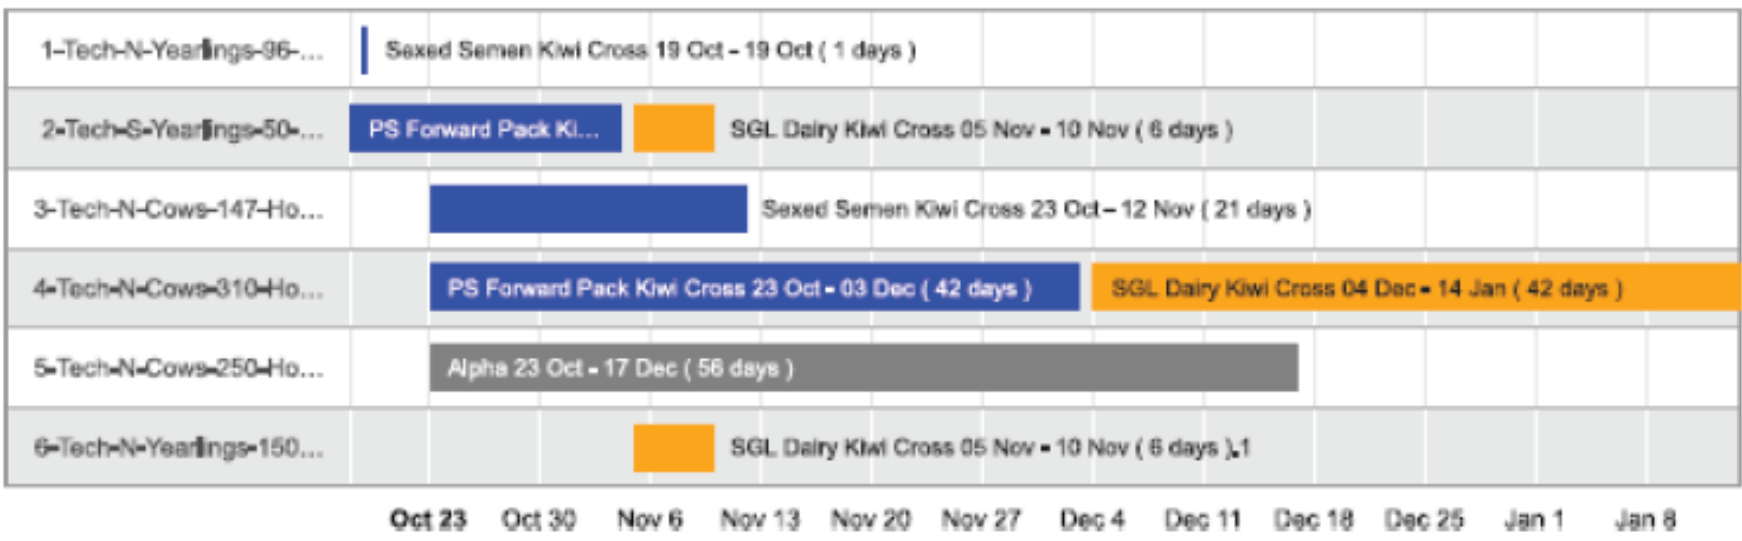 1-Tech-N-Yearlings-96-... Sexed Semen Kiwi Cross 19 Oct - 19 Oct ( 1 days )
2-Tech-S-Yearlings-50-... PS Forward Pack Ki... SGL Dairy Kiwi Cross 05 Nov - 10 Nov ( 6 days )
3-Tech-N-Cows-147-Ho... Sexed Semen Kiwi Cross 23 Oct - 12 Nov ( 21 days )
4-Tech-N-Cows-310-Ho... PS Forward Pack Kiwi Cross 23 Oct - 03 Dec ( 42 days ) SGL Dairy Kiwi Cross 04 Dec - 14 Jan ( 42 days )
5-Tech-N-Cows-250-Ho... Alpha 23 Oct - 17 Dec ( 56 days )
6-Tech-N-Yearlings-150... SGL Dairy Kiwi Cross 05 Nov - 10 Nov ( 6 days ).1
Oct 23 Oct 30 Nov 6 Nov 13 Nov 20 Nov 27 Dec 4 Dec 11 Dec 18 Dec 25 Jan 1 Jan 8